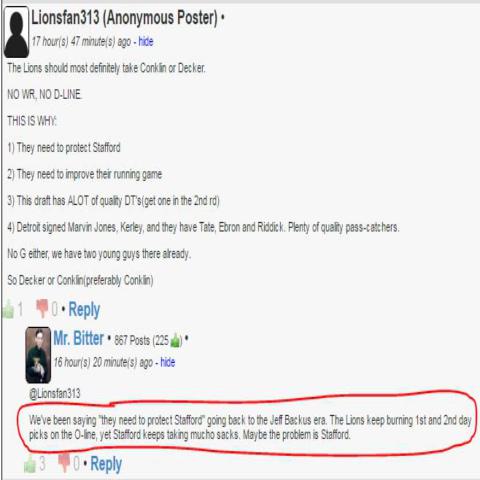 Lionsfan313 (Anonymous Poster) •
17 hour(s) 47 minute(s) ago - hide
The Lions should most definitely take Conklin or Decker.
NO WR, NO D-LINE.
THIS IS WHY:
1) They need to protect Stafford
2) They need to improve their running game
3) This draft has ALOT of quality DT's(get one in the 2nd rd)
4) Detroit signed Marvin Jones, Kerley, and they have Tate, Ebron and Riddick. Plenty of quality pass-catchers.
No G either, we have two young guys there already.
So Decker or Conklin(preferably Conklin)
1 0 • Reply
Mr. Bitter • 867 Posts (225 ) •
16 hour(s) 20 minute(s) ago - hide
@Lionsfan313
We've been saying "they need to protect Stafford" going back to the Jeff Backus era. The Lions keep burning 1st and 2nd day
picks on the O-line, yet Stafford keeps taking mucho sacks. Maybe the problem is Stafford.
3 0 • Reply